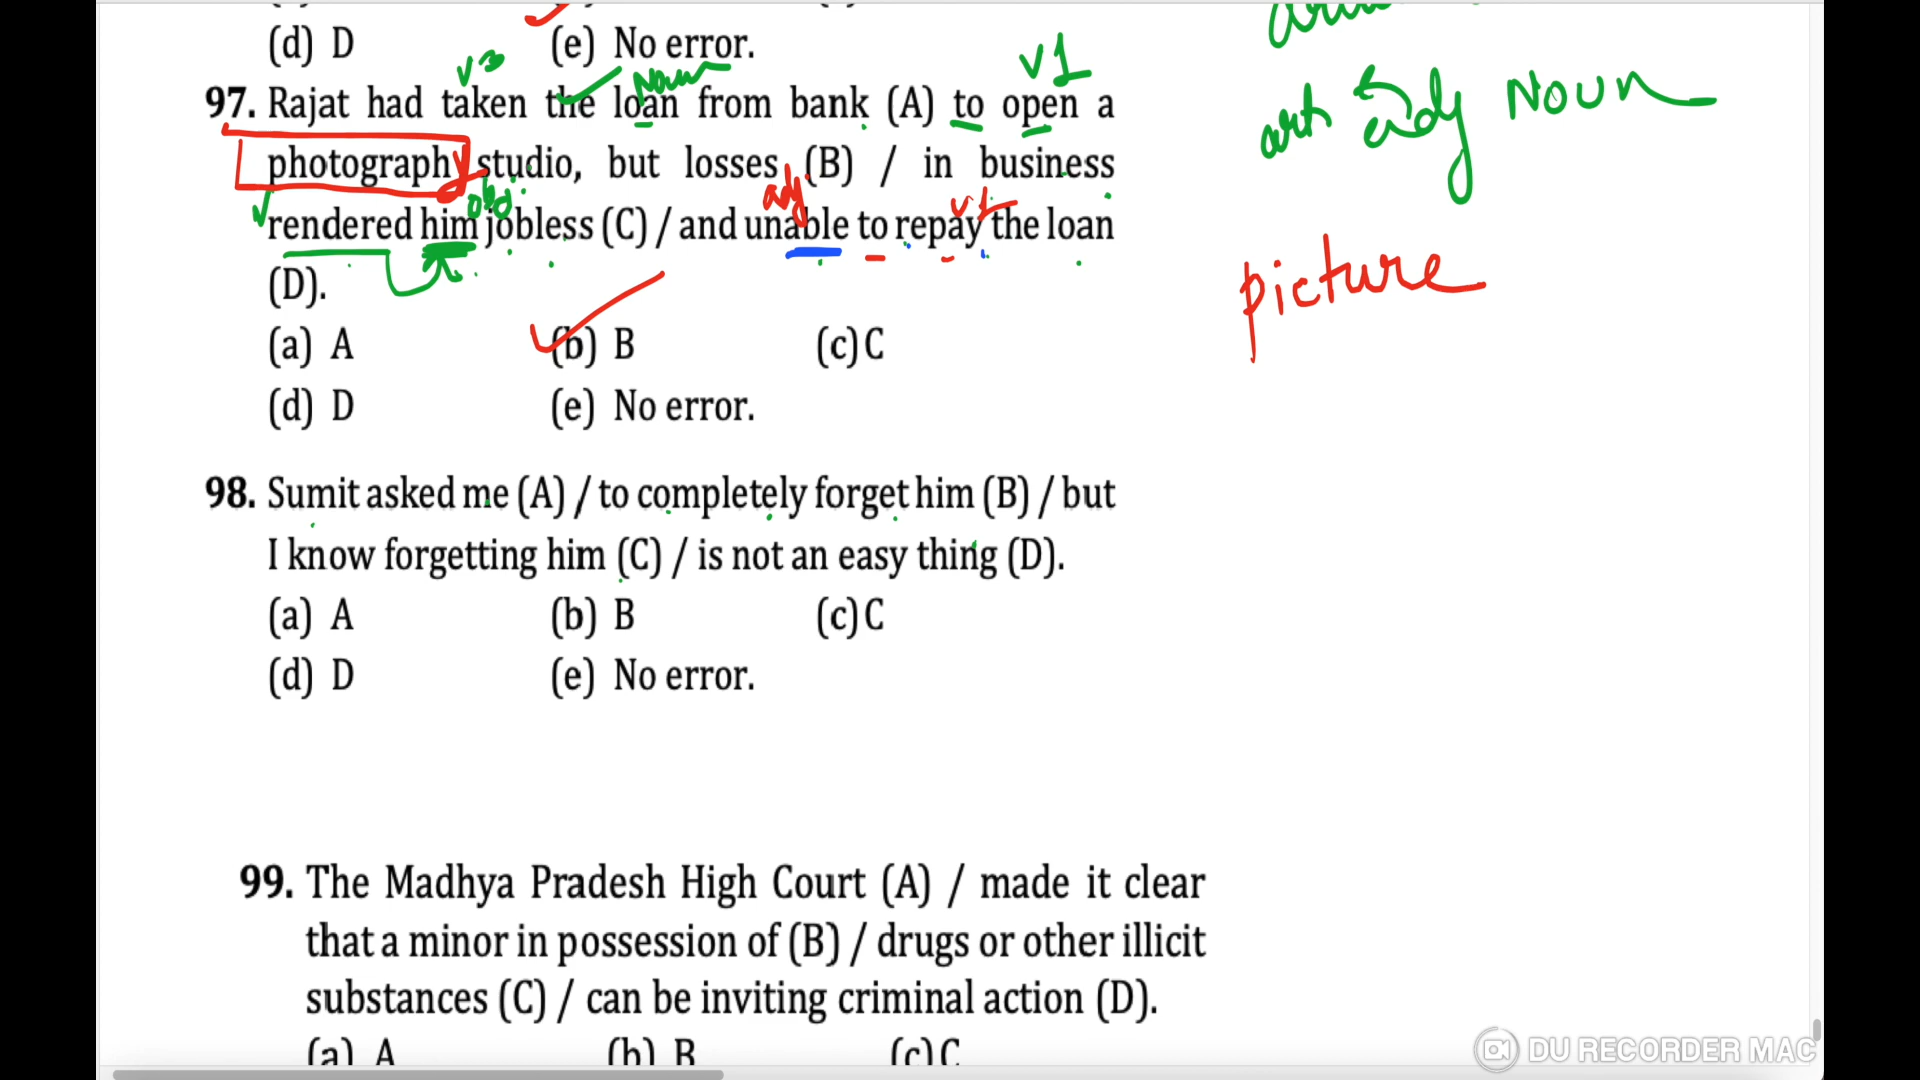 (d) D (e) No error.
v3 Noun v1
97. Rajat had taken the loan from bank (A) to open a
art adj Noun
photography studio, but losses (B) / in business
obj adj v1
rendered him jobless (C) / and unable to repay the loan
(D).
picture
(a) A (b) B (c) C
(d) D (e) No error.
98. Sumit asked me (A) / to completely forget him (B) / but
I know forgetting him (C) / is not an easy thing (D).
(a) A (b) B (c) C
(d) D (e) No error.
99. The Madhya Pradesh High Court (A) / made it clear
that a minor in possession of (B) / drugs or other illicit
substances (C) / can be inviting criminal action (D).
(a) A (b) B (c) C
DU RECORDER MAC